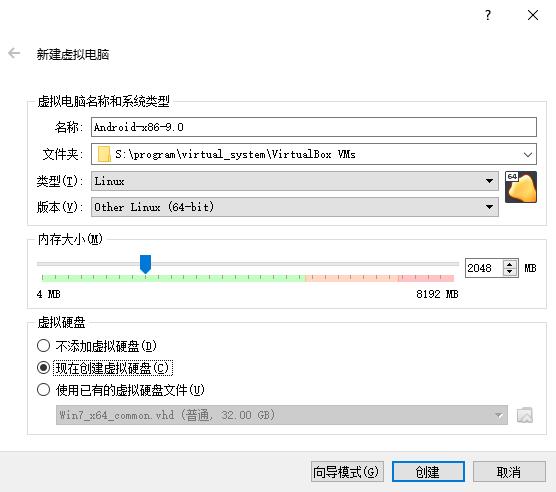 ?
新建虚拟电脑
虚拟电脑名称和系统类型
名称: Android-x86-9.0
文件夹: S:\program\virtual_system\VirtualBox VMs
类型(T): Linux
64
版本(V): Other Linux (64-bit)
内存大小(M)
2048 MB
4 MB 8192 MB
虚拟硬盘
不添加虚拟硬盘(D)
现在创建虚拟硬盘(C)
使用已有的虚拟硬盘文件(U)
Win7_x64_common.vhd (普通, 32.00 GB)
向导模式(G) 创建 取消